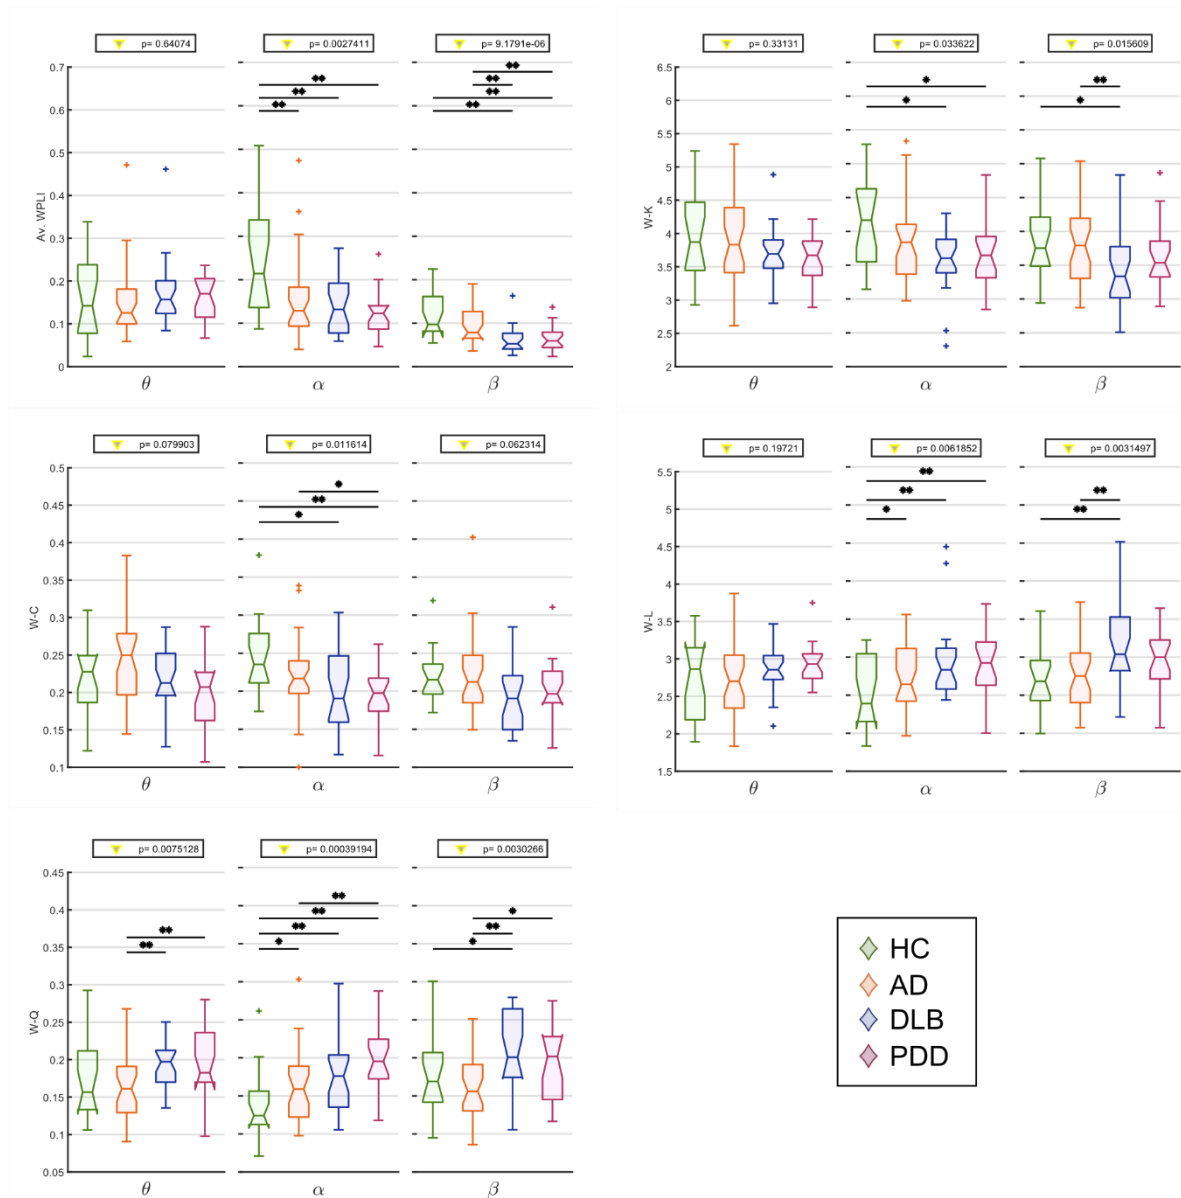 p= 0.64074
p= 0.0027411
p= 9.1791e-06
0.7
0.6
0.5
0.4
0.3
0.2
0.1
0
Av. WPLI
θ
α
β
p= 0.33131
p= 0.033622
p= 0.015609
6.5
6
5.5
5
4.5
4
3.5
3
2.5
2
W-K
θ
α
β
p= 0.079903
p= 0.011614
p= 0.062314
0.5
0.45
0.4
0.35
0.3
0.25
0.2
0.15
0.1
W-C
θ
α
β
p= 0.19721
p= 0.0061852
p= 0.0031497
5.5
5
4.5
4
3.5
3
2.5
2
1.5
W-L
θ
α
β
p= 0.0075128
p= 0.00039194
p= 0.0030266
0.45
0.4
0.35
0.3
0.25
0.2
0.15
0.1
0.05
W-Q
θ
α
β
HC
AD
DLB
PDD